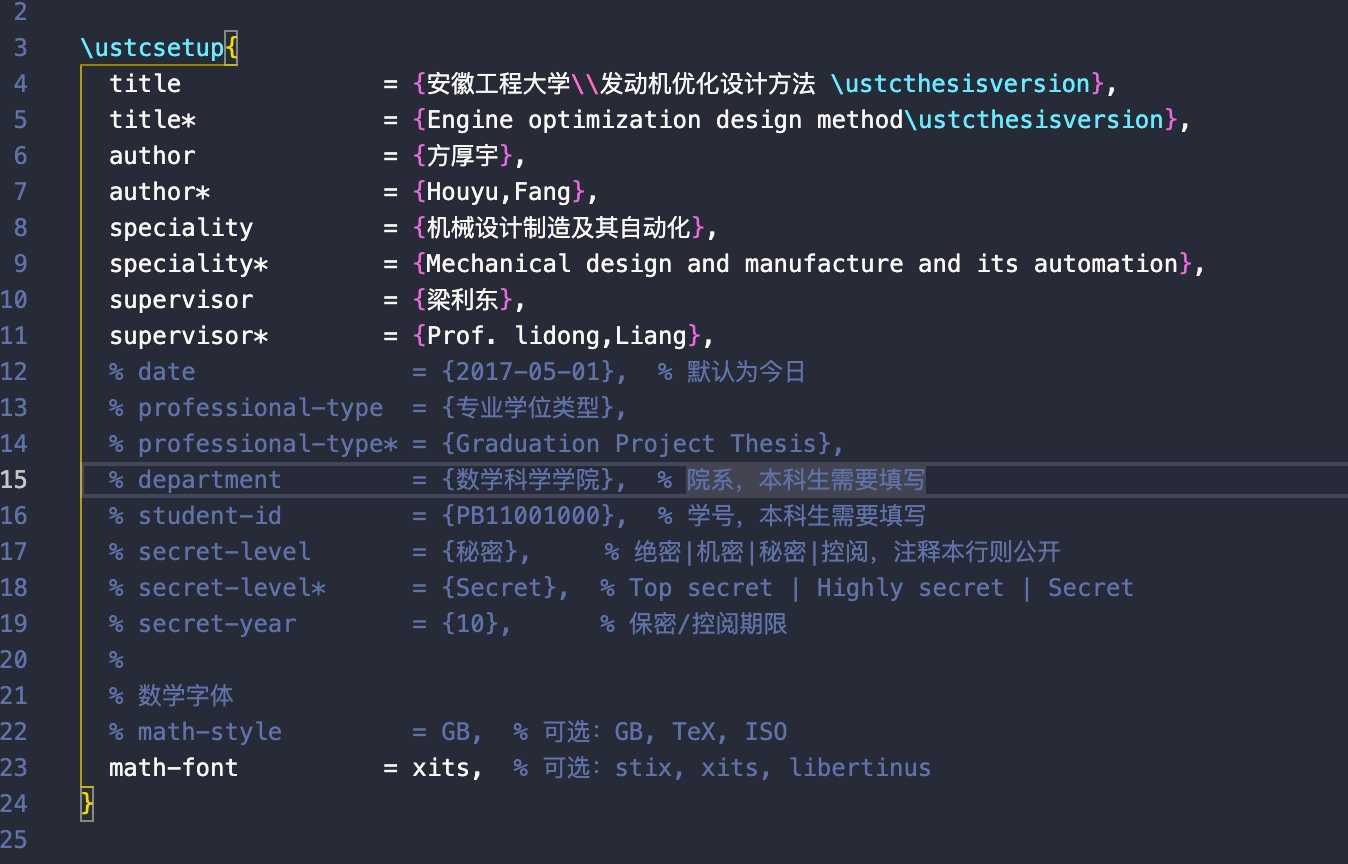 2
3 \ustcsetup{
4 title = {安徽工程大学\\发动机优化设计方法 \ustcthesisversion},
5 title* = {Engine optimization design method\ustcthesisversion},
6 author = {方厚宇},
7 author* = {Houyu,Fang},
8 speciality = {机械设计制造及其自动化},
9 speciality* = {Mechanical design and manufacture and its automation},
10 supervisor = {梁利东},
11 supervisor* = {Prof. lidong,Liang},
12 % date = {2017-05-01}, % 默认为今日
13 % professional-type = {专业学位类型},
14 % professional-type* = {Graduation Project Thesis},
15 % department = {数学科学学院}, % 院系，本科生需要填写
16 % student-id = {PB11001000}, % 学号，本科生需要填写
17 % secret-level = {秘密}, % 绝密|机密|秘密|控阅，注释本行则公开
18 % secret-level* = {Secret}, % Top secret | Highly secret | Secret
19 % secret-year = {10}, % 保密/控阅期限
20 %
21 % 数学字体
22 % math-style = GB, % 可选：GB, TeX, ISO
23 math-font = xits, % 可选：stix, xits, libertinus
24 }
25